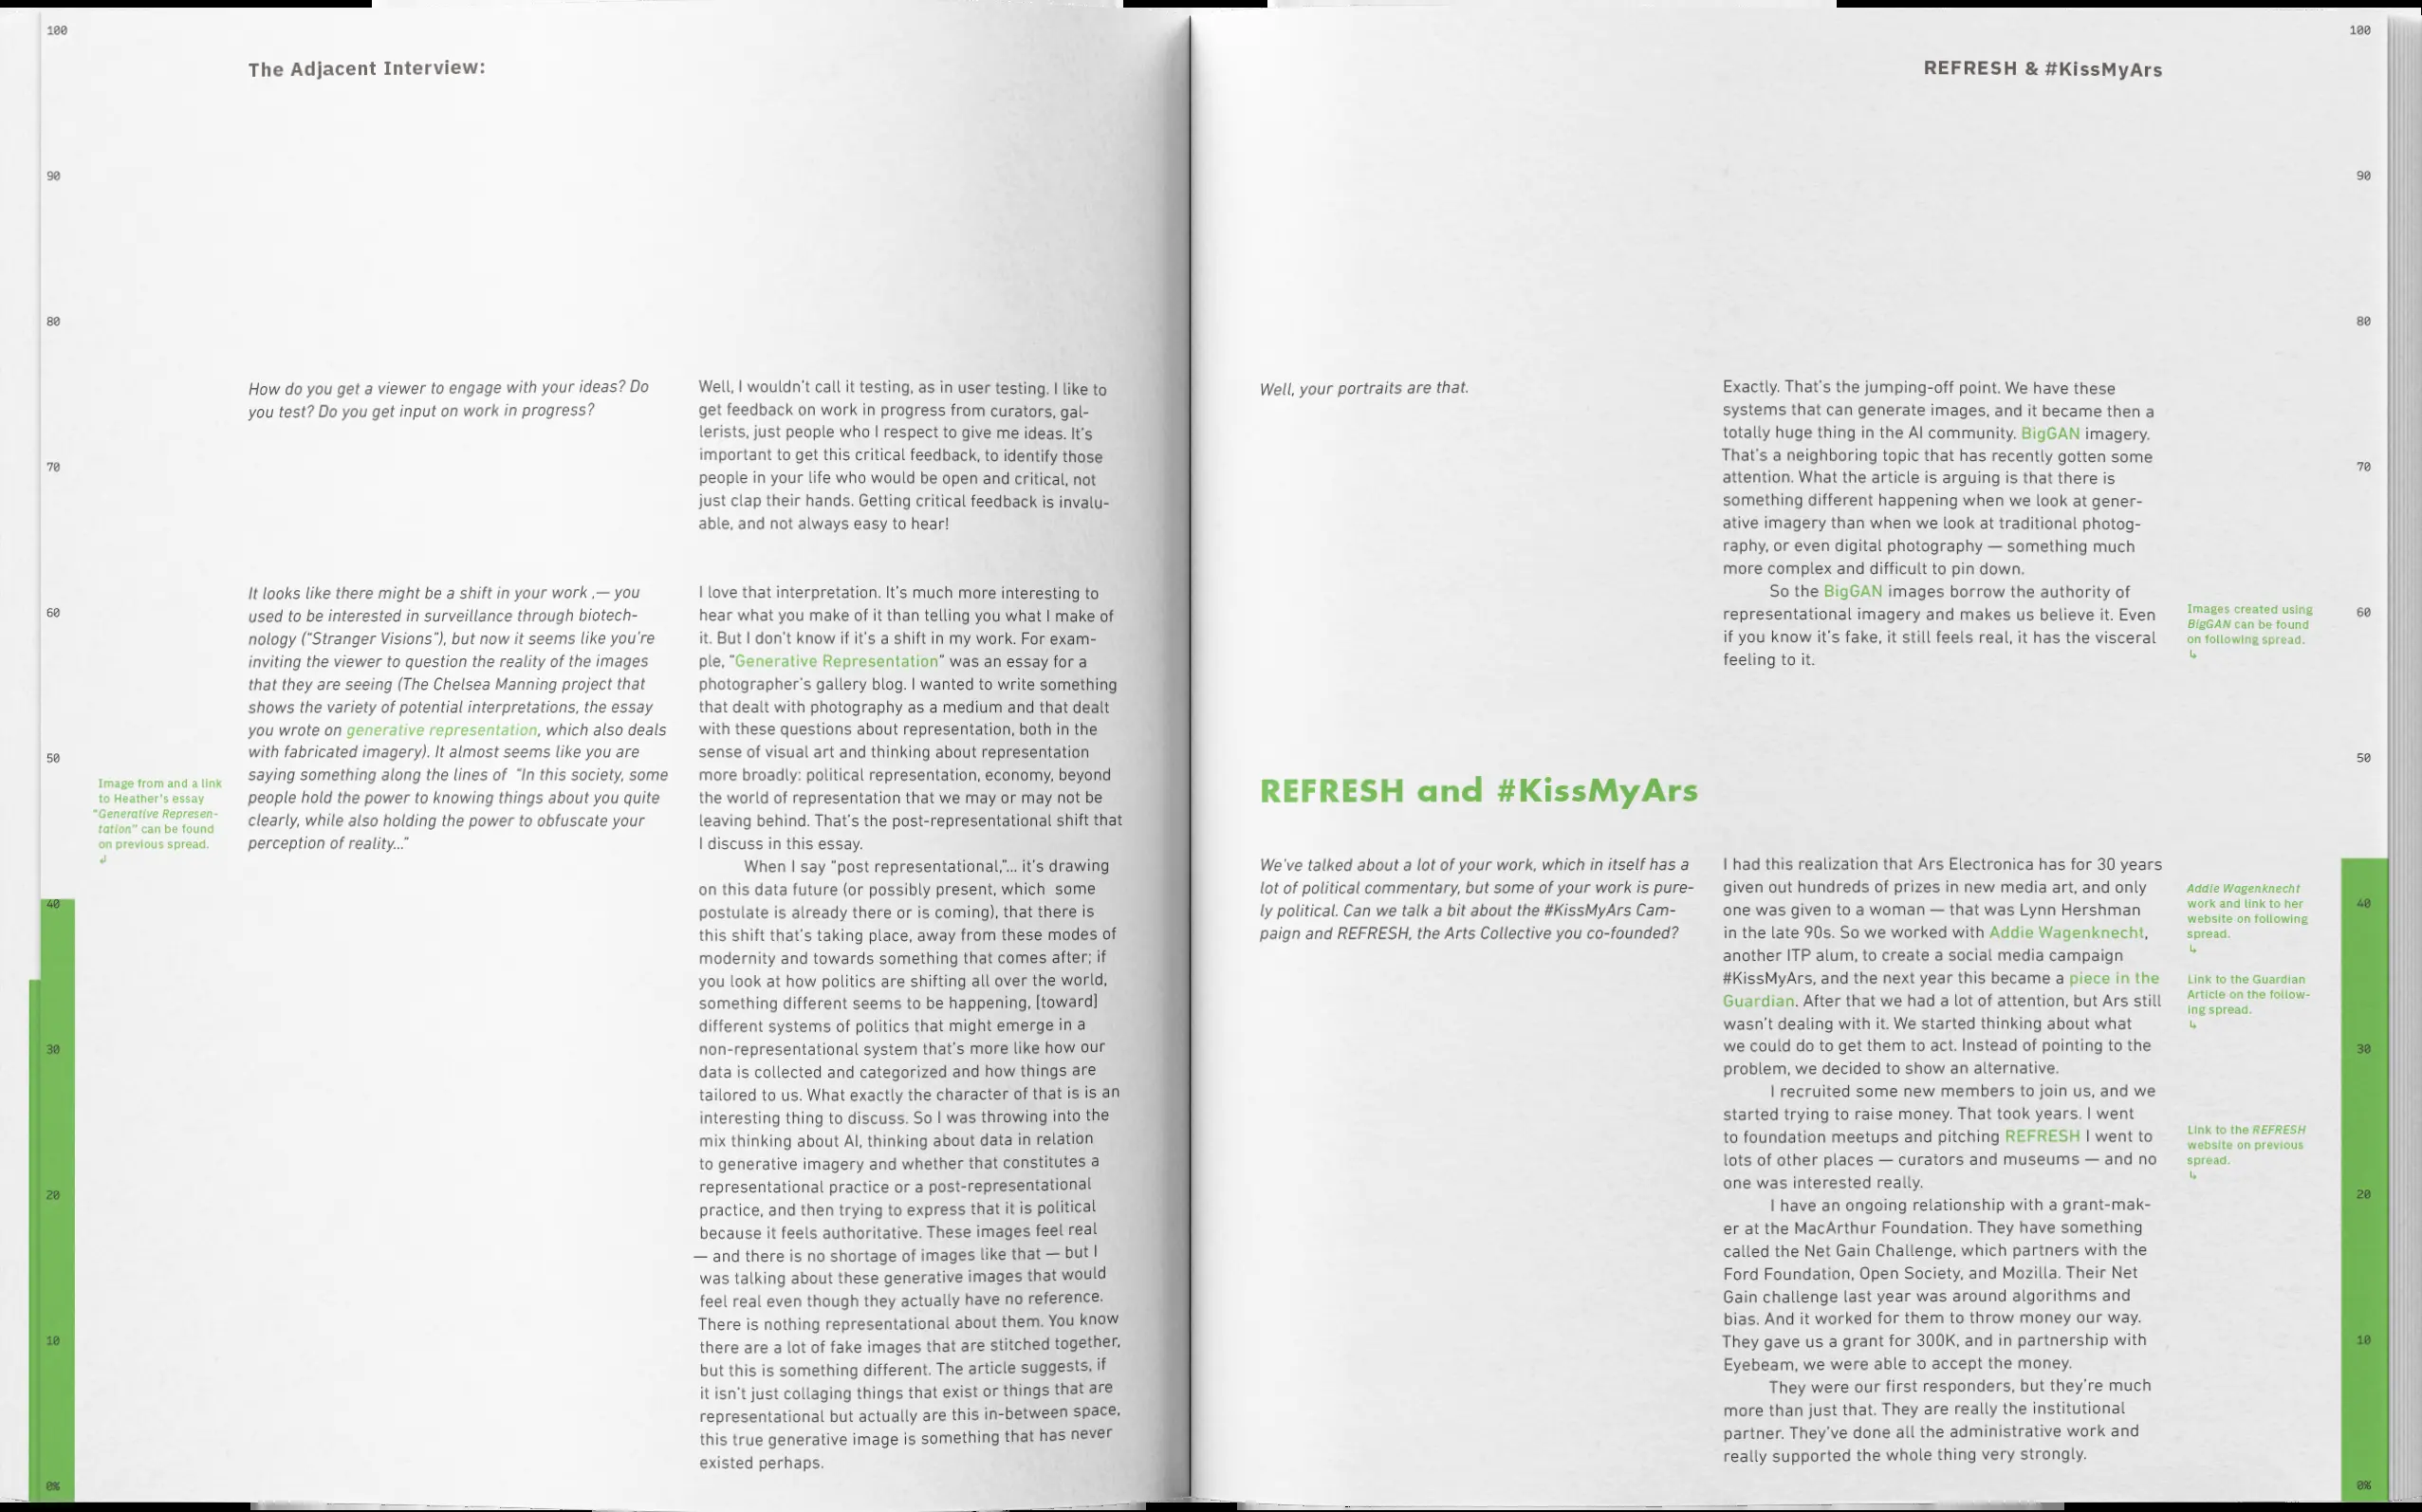 100
The Adjacent Interview:
90
80
How do you get a viewer to engage with your ideas? Do
you test? Do you get input on work in progress?
Well, I wouldn't call it testing, as in user testing. I like to
get feedback on work in progress from curators, gal-
lerists, just people who I respect to give me ideas. It's
important to get this critical feedback, to identify those
people in your life who would be open and critical, not
just clap their hands. Getting critical feedback is invalu-
able, and not always easy to hear!
70
It looks like there might be a shift in your work ,— you
used to be interested in surveillance through biotech-
nology ("Stranger Visions"), but now it seems like you're
inviting the viewer to question the reality of the images
that they are seeing (The Chelsea Manning project that
shows the variety of potential interpretations, the essay
you wrote on generative representation, which also deals
with fabricated imagery). It almost seems like you are
saying something along the lines of  "In this society, some
people hold the power to knowing things about you quite
clearly, while also holding the power to obfuscate your
perception of reality..."
60
50
Image from and a link
to Heather's essay
"Generative Represen-
tation" can be found
on previous spread.
↲
I love that interpretation. It's much more interesting to
hear what you make of it than telling you what I make of
it. But I don't know if it's a shift in my work. For exam-
ple, "Generative Representation" was an essay for a
photographer's gallery blog. I wanted to write something
that dealt with photography as a medium and that dealt
with these questions about representation, both in the
sense of visual art and thinking about representation
more broadly: political representation, economy, beyond
the world of representation that we may or may not be
leaving behind. That's the post-representational shift that
I discuss in this essay.
When I say "post representational,"... it's drawing
on this data future (or possibly present, which  some
postulate is already there or is coming), that there is
this shift that's taking place, away from these modes of
modernity and towards something that comes after; if
you look at how politics are shifting all over the world,
something different seems to be happening, [toward]
different systems of politics that might emerge in a
non-representational system that's more like how our
data is collected and categorized and how things are
tailored to us. What exactly the character of that is is an
interesting thing to discuss. So I was throwing into the
mix thinking about AI, thinking about data in relation
to generative imagery and whether that constitutes a
representational practice or a post-representational
practice, and then trying to express that it is political
because it feels authoritative. These images feel real
— and there is no shortage of images like that — but I
was talking about these generative images that would
feel real even though they actually have no reference.
There is nothing representational about them. You know
there are a lot of fake images that are stitched together,
but this is something different. The article suggests, if
it isn't just collaging things that exist or things that are
representational but actually are this in-between space,
this true generative image is something that has never
existed perhaps.
40
30
20
10
0%
REFRESH & #KissMyArs
100
90
80
Well, your portraits are that.
Exactly. That's the jumping-off point. We have these
systems that can generate images, and it became then a
totally huge thing in the AI community. BigGAN imagery.
That's a neighboring topic that has recently gotten some
attention. What the article is arguing is that there is
something different happening when we look at gener-
ative imagery than when we look at traditional photog-
raphy, or even digital photography — something much
more complex and difficult to pin down.
So the BigGAN images borrow the authority of
representational imagery and makes us believe it. Even
if you know it's fake, it still feels real, it has the visceral
feeling to it.
70
Images created using
BigGAN can be found
on following spread.
↳
60
50
REFRESH and #KissMyArs
We've talked about a lot of your work, which in itself has a
lot of political commentary, but some of your work is pure-
ly political. Can we talk a bit about the #KissMyArs Cam-
paign and REFRESH, the Arts Collective you co-founded?
I had this realization that Ars Electronica has for 30 years
given out hundreds of prizes in new media art, and only
one was given to a woman — that was Lynn Hershman
in the late 90s. So we worked with Addie Wagenknecht,
another ITP alum, to create a social media campaign
#KissMyArs, and the next year this became a piece in the
Guardian. After that we had a lot of attention, but Ars still
wasn't dealing with it. We started thinking about what
we could do to get them to act. Instead of pointing to the
problem, we decided to show an alternative.
I recruited some new members to join us, and we
started trying to raise money. That took years. I went
to foundation meetups and pitching REFRESH I went to
lots of other places — curators and museums — and no
one was interested really.
I have an ongoing relationship with a grant-mak-
er at the MacArthur Foundation. They have something
called the Net Gain Challenge, which partners with the
Ford Foundation, Open Society, and Mozilla. Their Net
Gain challenge last year was around algorithms and
bias. And it worked for them to throw money our way.
They gave us a grant for 300K, and in partnership with
Eyebeam, we were able to accept the money.
They were our first responders, but they're much
more than just that. They are really the institutional
partner. They've done all the administrative work and
really supported the whole thing very strongly.
Addie Wagenknecht
work and link to her
website on following
spread.
↳
Link to the Guardian
Article on the follow-
ing spread.
↳
Link to the REFRESH
website on previous
spread.
↳
40
30
20
10
0%